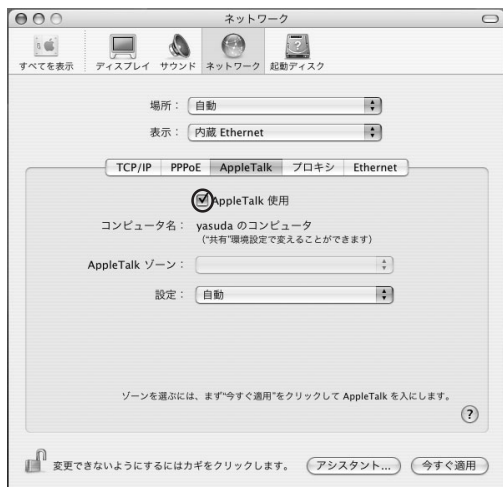 ネットワーク
すべてを表示 ディスプレイ サウンド ネットワーク 起動ディスク
場所： 自動
表示： 内蔵 Ethernet
TCP/IP PPPoE AppleTalk プロキシ Ethernet
AppleTalk 使用
コンピュータ名： yasuda のコンピュータ
（“共有”環境設定で変えることができます）
AppleTalk ゾーン：
設定： 自動
ゾーンを選ぶには、まず“今すぐ適用”をクリックして AppleTalk を入にします。
?
変更できないようにするにはカギをクリックします。 アシスタント... 今すぐ適用